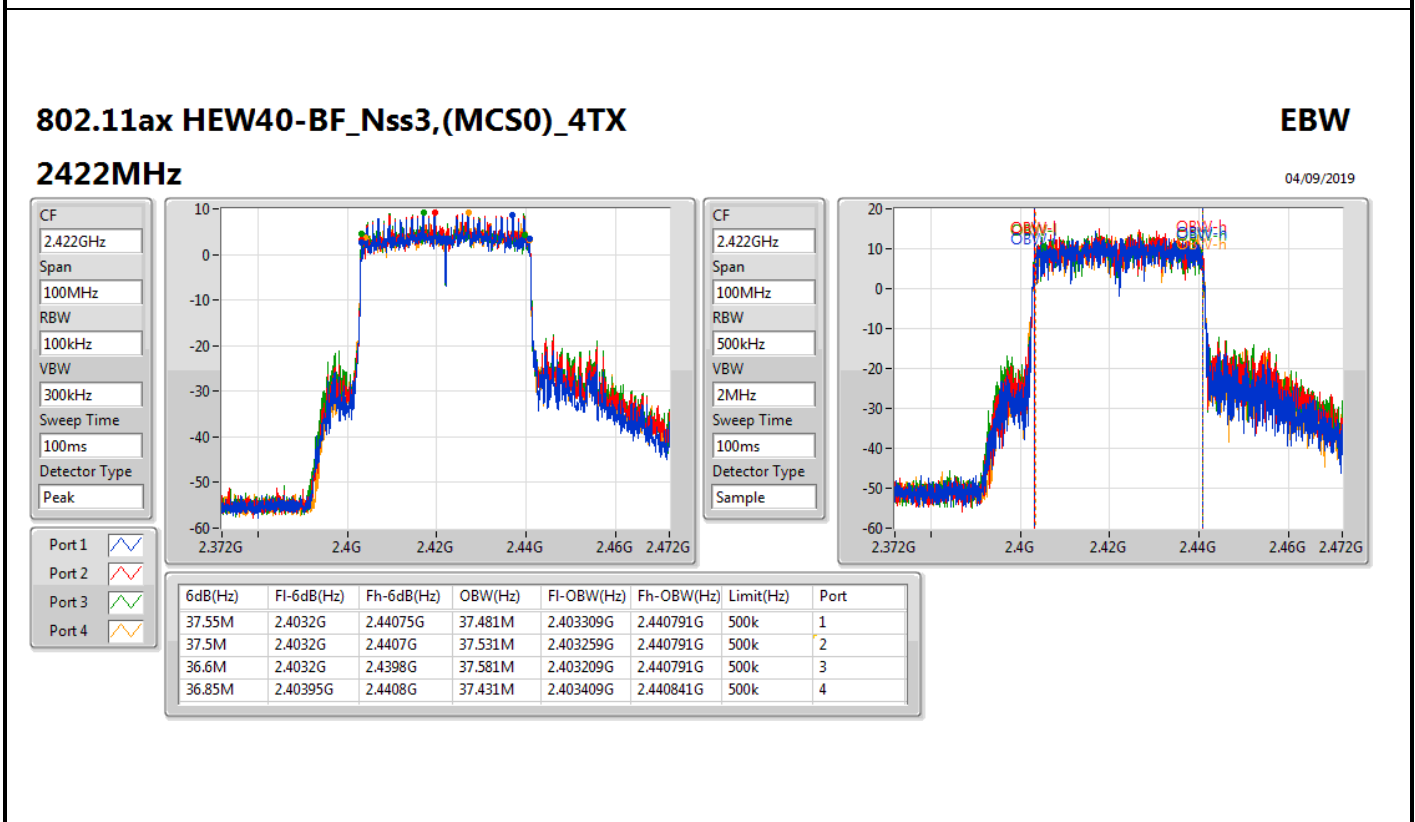 802.11ax HEW40-BF_Nss3,(MCS0)_4TX
EBW
2422MHz
04/09/2019
CF
2.422GHz
Span
100MHz
RBW
100kHz
VBW
300kHz
Sweep Time
100ms
Detector Type
Peak
10
0
-10
-20
-30
-40
-50
-60
2.372G 2.4G 2.42G 2.44G 2.46G 2.472G
CF
2.422GHz
Span
100MHz
RBW
500kHz
VBW
2MHz
Sweep Time
100ms
Detector Type
Sample
20
10
0
-10
-20
-30
-40
-50
-60
OBW-l
OBW-h
OBW-h
OBW-h
2.372G 2.4G 2.42G 2.44G 2.46G 2.472G
Port 1
Port 2
Port 3
Port 4
6dB(Hz) Fl-6dB(Hz) Fh-6dB(Hz) OBW(Hz) Fl-OBW(Hz) Fh-OBW(Hz) Limit(Hz) Port
37.55M 2.4032G 2.44075G 37.481M 2.403309G 2.440791G 500k 1
37.5M 2.4032G 2.4407G 37.531M 2.403259G 2.440791G 500k 2
36.6M 2.4032G 2.4398G 37.581M 2.403209G 2.440791G 500k 3
36.85M 2.40395G 2.4408G 37.431M 2.403409G 2.440841G 500k 4